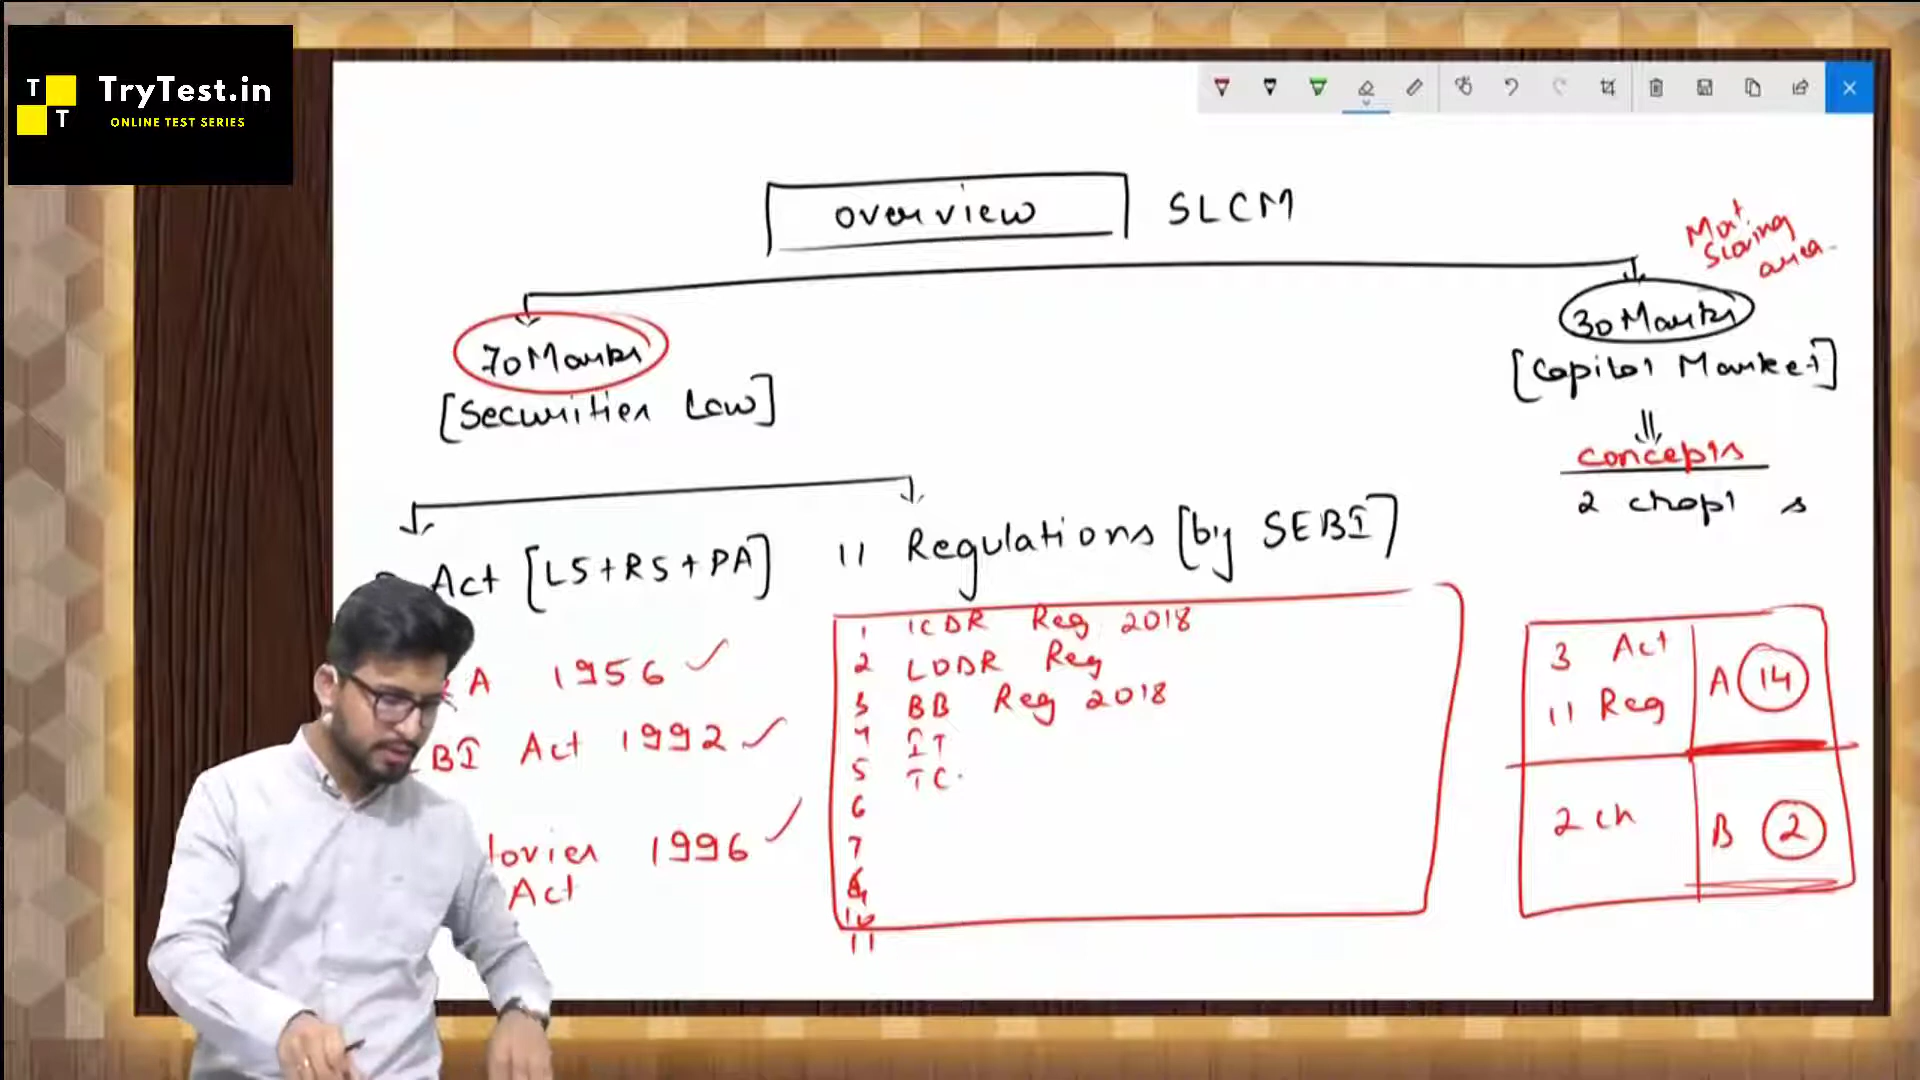 T
T
TryTest.in
ONLINE TEST SERIES
overview SLCM
Most
Scoring
area
70 Marks
[Securities Law]
30 Marks
[Capital Market]
concepts
2 chapt s
Act [LS+RS+PA]
11 Regulations [by SEBI]
A 1956
BI Act 1992
tories 1996
Act
1 ICDR Reg 2018
2 LODR Reg
3 BB Reg 2018
4 IT
5 TC
6
7
10
11
3 Act
11 Reg
A 14
2 ch
B 2